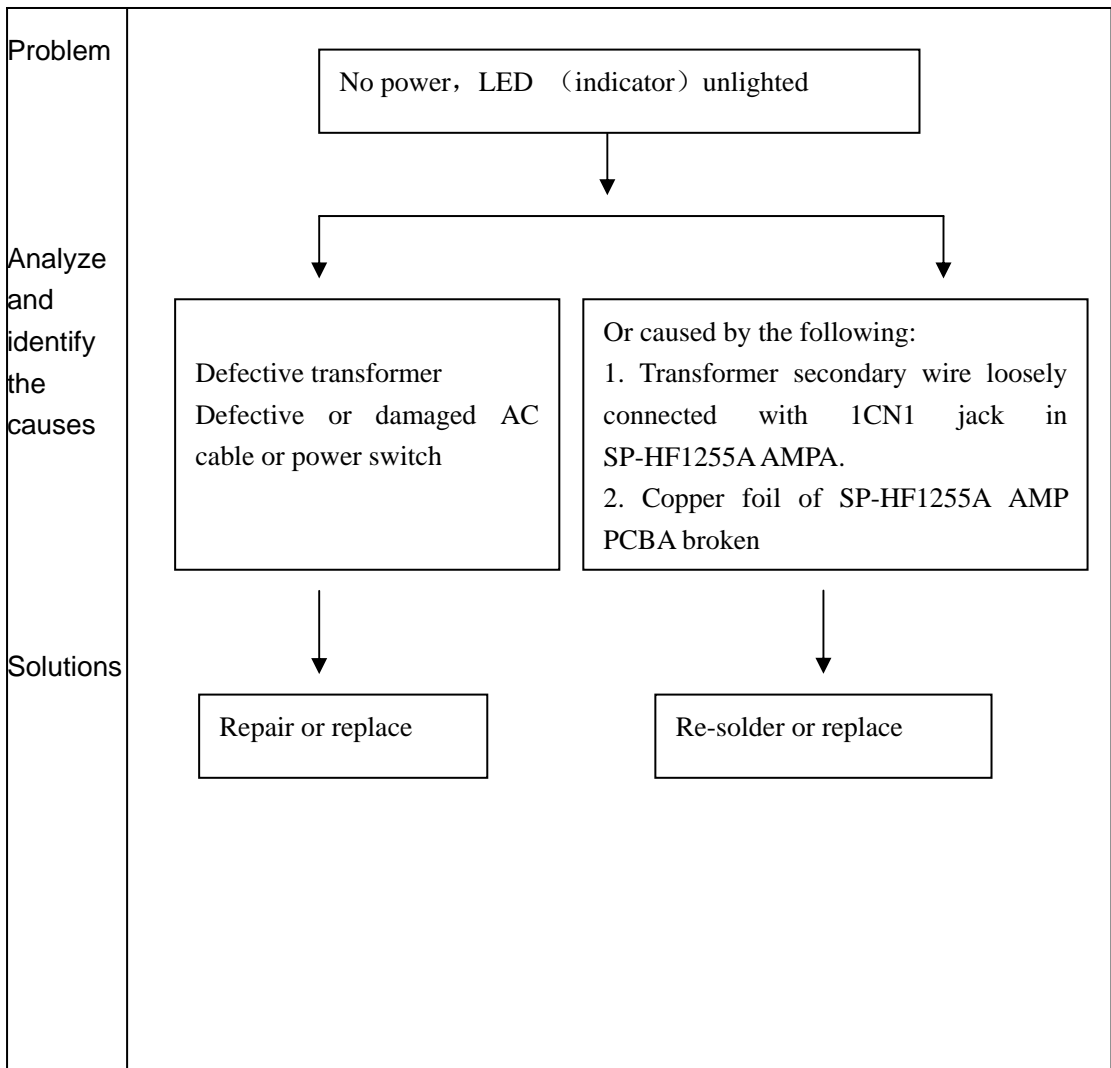 Problem
No power，LED （indicator）unlighted
Analyze
and
identify
the
causes
Defective transformer
Defective or damaged AC
cable or power switch
Or caused by the following:
1. Transformer secondary wire loosely
connected with 1CN1 jack in
SP-HF1255A AMPA.
2. Copper foil of SP-HF1255A AMP
PCBA broken
Solutions
Repair or replace
Re-solder or replace